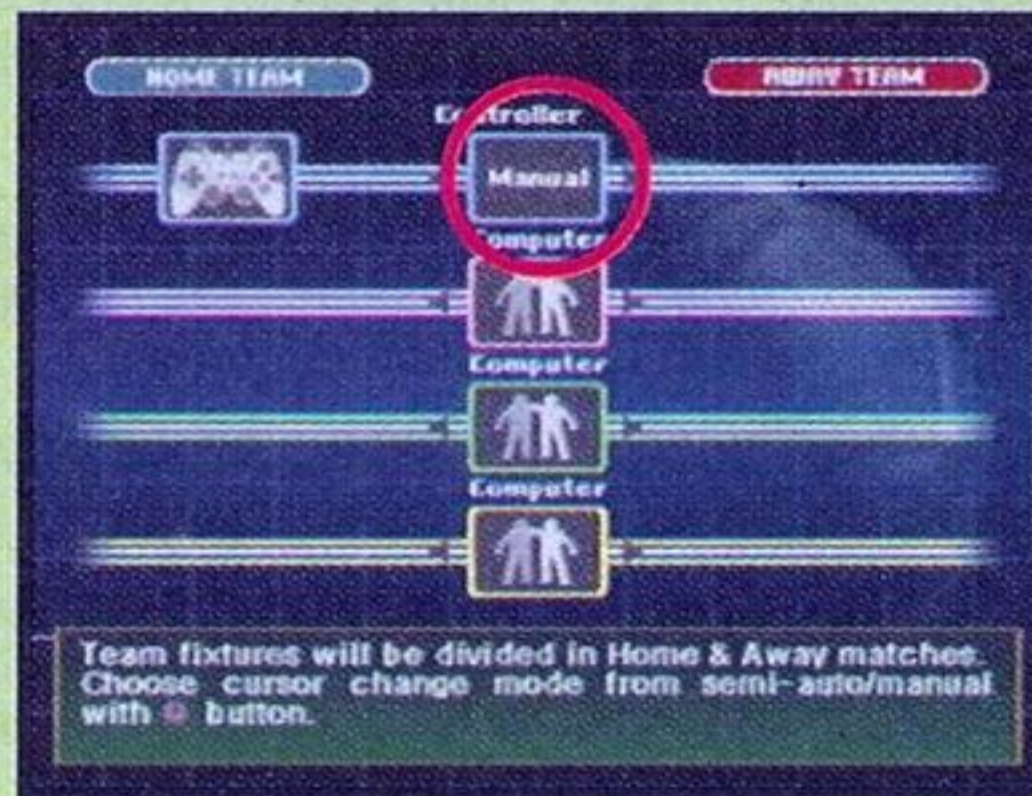 HOME TEAM
AWAY TEAM
Controller
Manual
Computer
Computer
Computer
Team fixtures will be divided in Home & Away matches.
Choose cursor change mode from semi-auto/manual
with button.